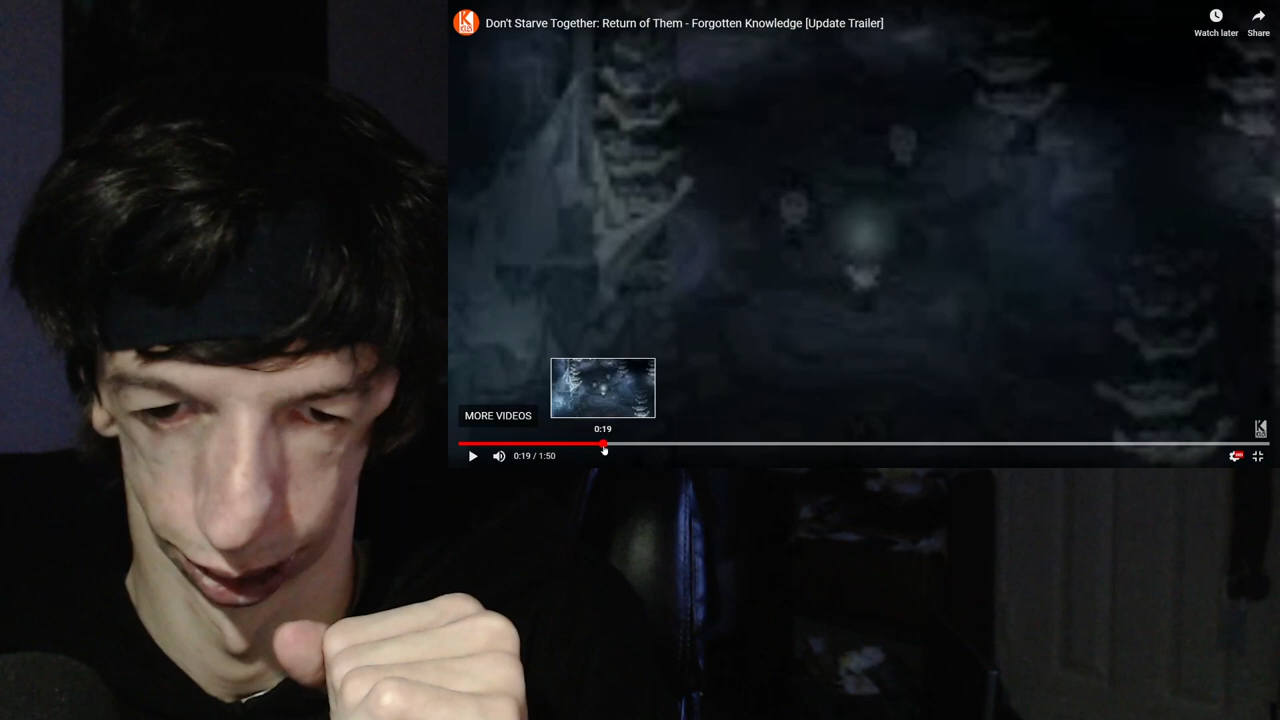 Don't Starve Together: Return of Them - Forgotten Knowledge [Update Trailer]
Watch later
Share
MORE VIDEOS
0:19
0:19 / 1:50